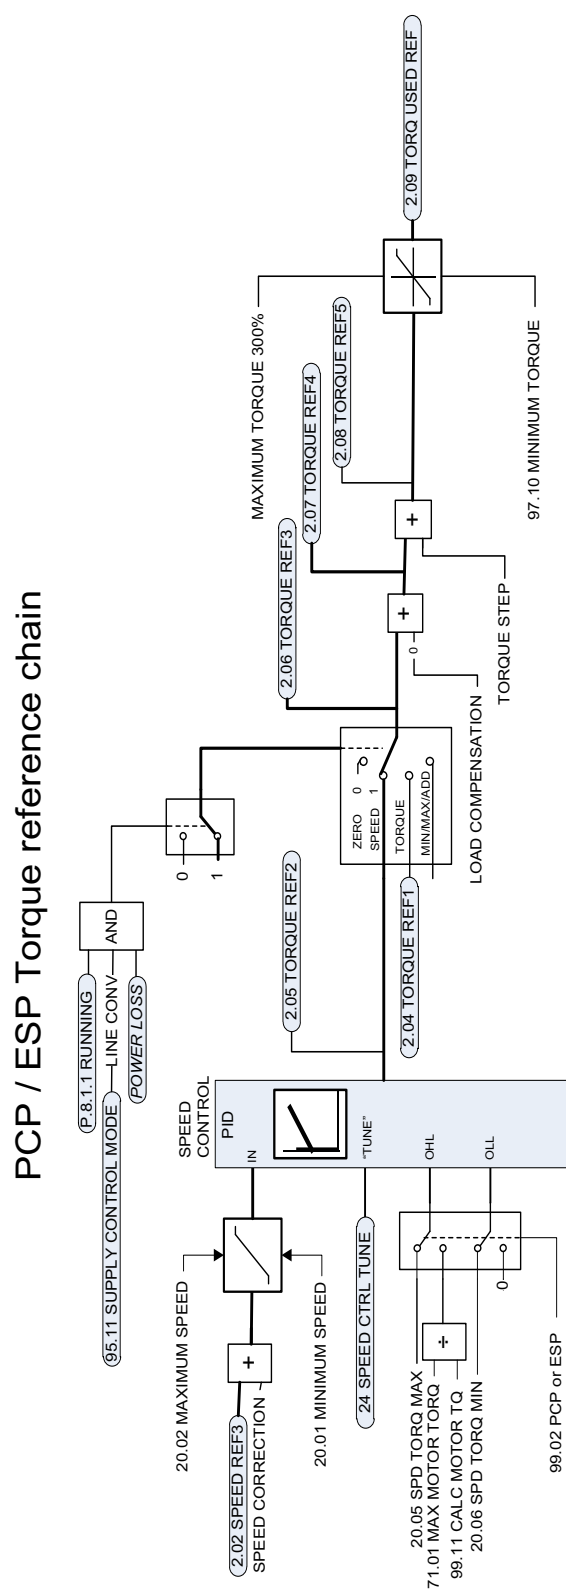 PCP / ESP Torque reference chain
P.8.1.1 RUNNING
95.11 SUPPLY CONTROL MODE
LINE CONV
POWER LOSS
AND
0
1
20.02 MAXIMUM SPEED
2.02 SPEED REF3
SPEED CORRECTION
+
20.01 MINIMUM SPEED
24 SPEED CTRL TUNE
20.05 SPD TORQ MAX
71.01 MAX MOTOR TORQ
99.11 CALC MOTOR TQ
÷
20.06 SPD TORQ MIN
0
99.02 PCP or ESP
SPEED
CONTROL
PID
IN
"TUNE"
OHL
OLL
2.05 TORQUE REF2
2.04 TORQUE REF1
ZERO 0
SPEED 1
TORQUE
MIN/MAX/ADD
2.06 TORQUE REF3
+
0
LOAD COMPENSATION
2.07 TORQUE REF4
+
TORQUE STEP
2.08 TORQUE REF5
MAXIMUM TORQUE 300%
97.10 MINIMUM TORQUE
2.09 TORQ USED REF